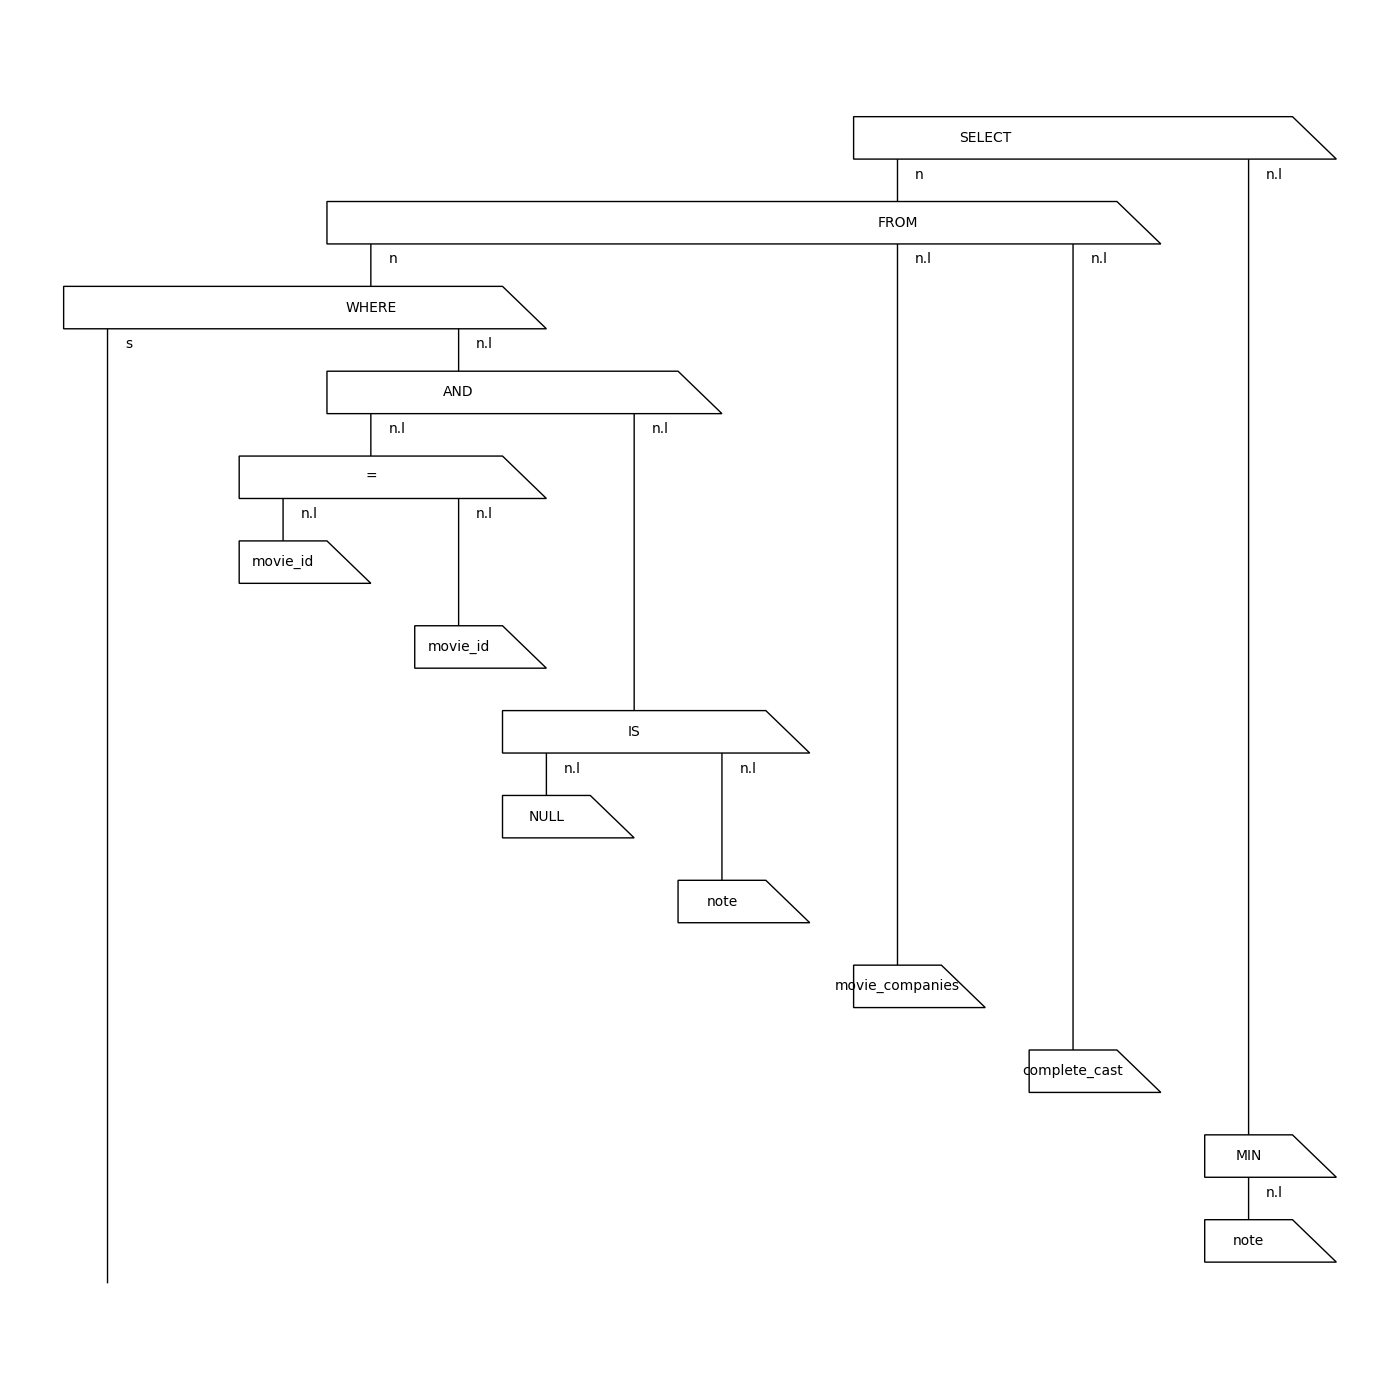 SELECT
n n.l
FROM
n n.l n.l
WHERE
s n.l
AND
n.l n.l
=
n.l n.l
movie_id
movie_id
IS
n.l n.l
NULL
note
movie_companies
complete_cast
MIN
n.l
note